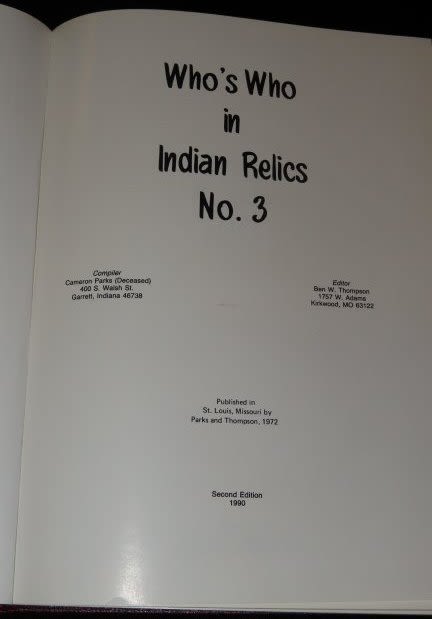 Who's Who
in
Indian Relics
No. 3
Compiler
Cameron Parks (Deceased)
400 S. Walsh St.
Garrett, Indiana 46738
Editor
Ben W. Thompson
1757 W. Adams
Kirkwood, MO 63122
Published in
St. Louis, Missouri by
Parks and Thompson, 1972
Second Edition
1990